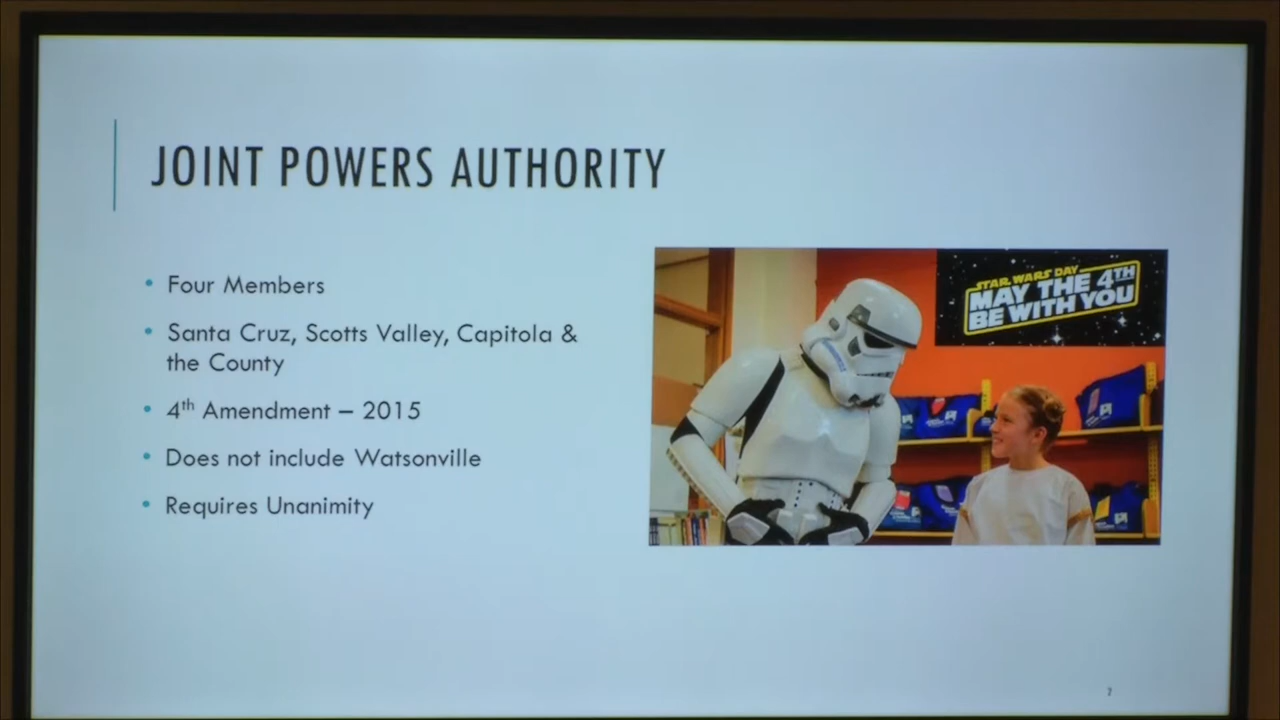 JOINT POWERS AUTHORITY
• Four Members
• Santa Cruz, Scotts Valley, Capitola &
the County
• 4th Amendment – 2015
• Does not include Watsonville
• Requires Unanimity
STAR WARS DAY
MAY THE 4TH
BE WITH YOU
7